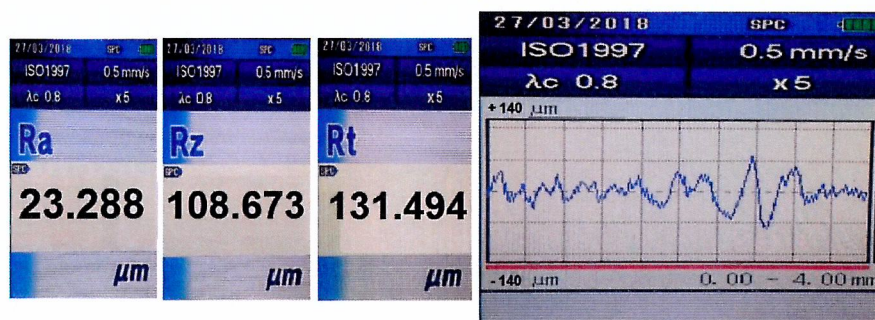 27/03/2018 SPC
ISO1997 0.5 mm/s
λc 0.8 x5
Ra
SPC
23.288
µm
27/03/2018 SPC
ISO1997 0.5 mm/s
λc 0.8 x5
Rz
SPC
108.673
µm
27/03/2018 SPC
ISO1997 0.5 mm/s
λc 0.8 x5
Rt
SPC
131.494
µm
27/03/2018 SPC
ISO1997 0.5 mm/s
λc 0.8 x5
+140 µm
-140 µm 0.00 - 4.00 mm